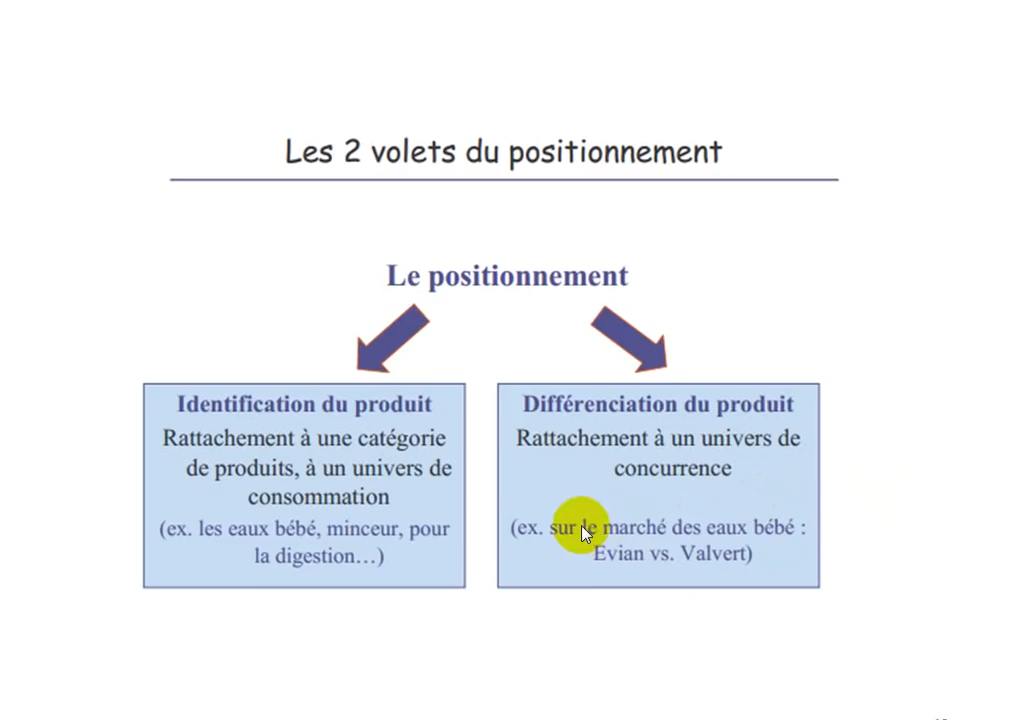 Les 2 volets du positionnement
Le positionnement
Identification du produit
Rattachement à une catégorie
de produits, à un univers de
consommation
(ex. les eaux bébé, minceur, pour
la digestion…)
Différenciation du produit
Rattachement à un univers de
concurrence
(ex. sur le marché des eaux bébé :
Evian vs. Valvert)